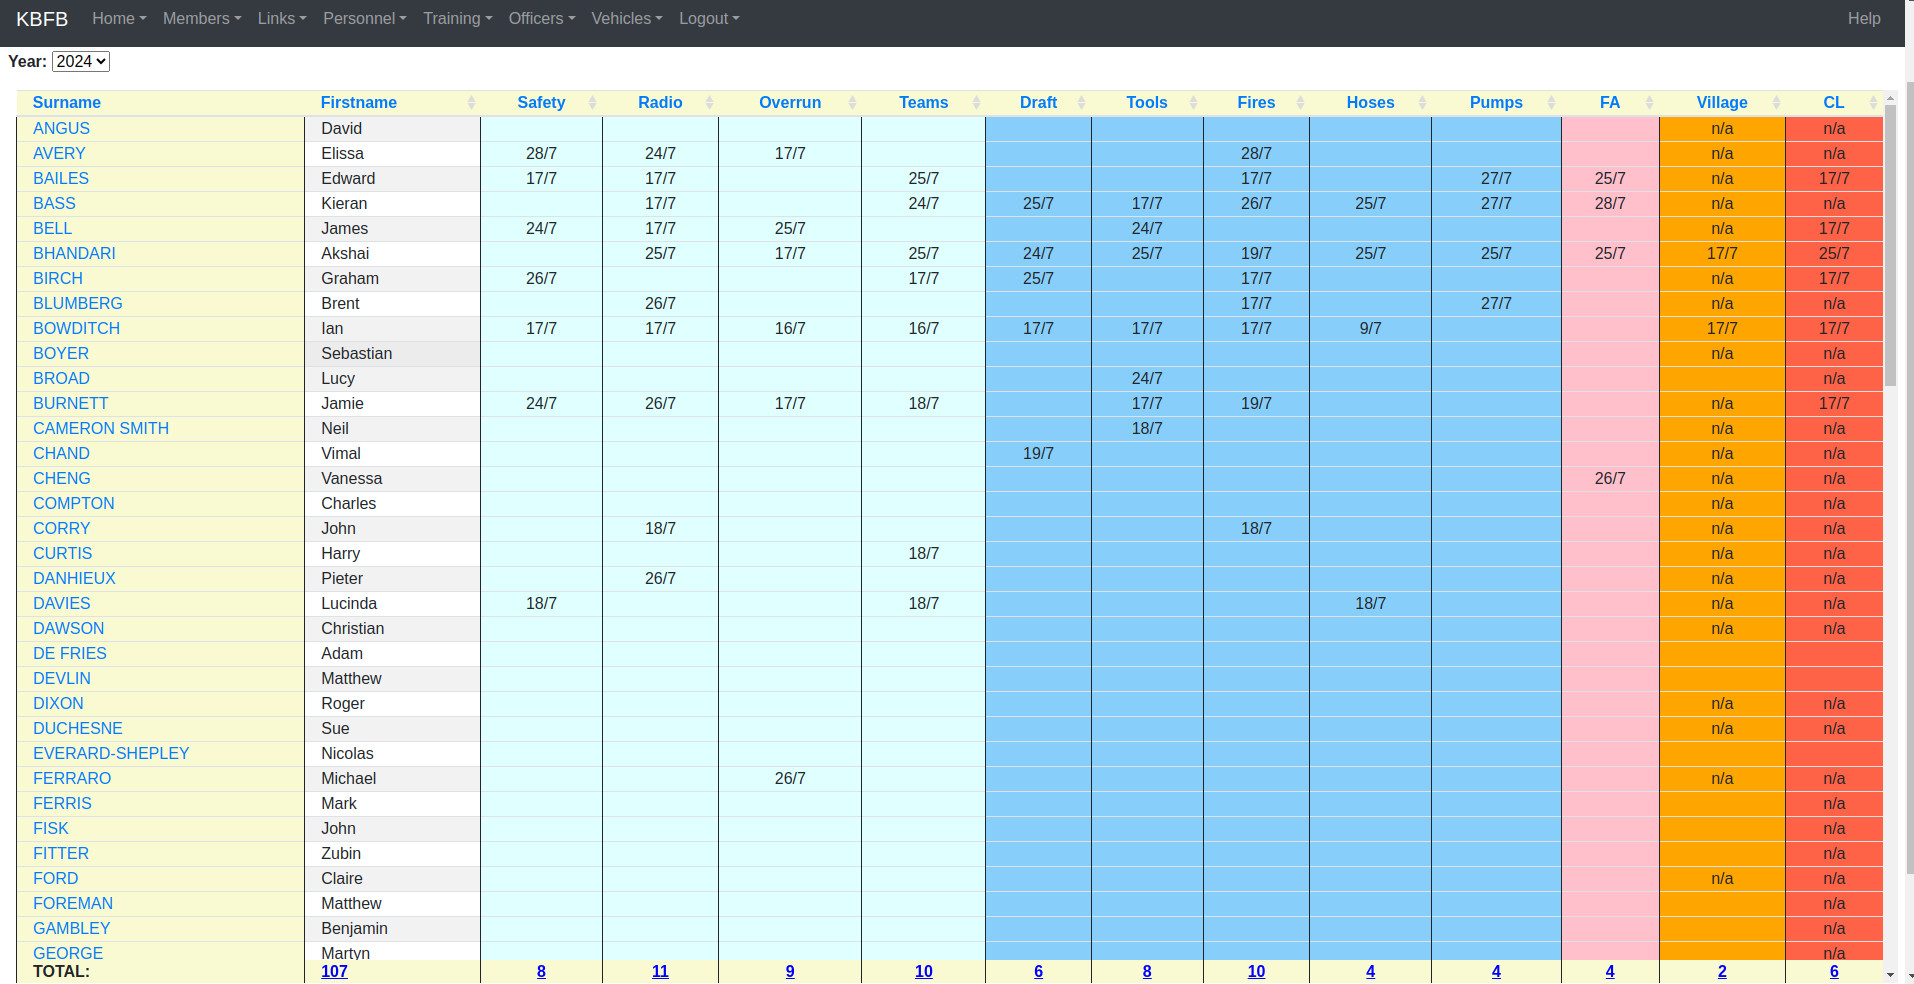 KBFB Home Members Links Personnel Training Officers Vehicles Logout Help
Year: 2024
Surname Firstname Safety Radio Overrun Teams Draft Tools Fires Hoses Pumps FA Village CL
ANGUS David n/a n/a
AVERY Elissa 28/7 24/7 17/7 28/7 n/a n/a
BAILES Edward 17/7 17/7 25/7 17/7 27/7 25/7 n/a 17/7
BASS Kieran 17/7 24/7 25/7 17/7 26/7 25/7 27/7 28/7 n/a n/a
BELL James 24/7 17/7 25/7 24/7 n/a 17/7
BHANDARI Akshai 25/7 17/7 25/7 24/7 25/7 19/7 25/7 25/7 25/7 17/7 25/7
BIRCH Graham 26/7 17/7 25/7 17/7 n/a 17/7
BLUMBERG Brent 26/7 17/7 27/7 n/a n/a
BOWDITCH Ian 17/7 17/7 16/7 16/7 17/7 17/7 17/7 9/7 17/7 17/7
BOYER Sebastian n/a n/a
BROAD Lucy 24/7 n/a
BURNETT Jamie 24/7 26/7 17/7 18/7 17/7 19/7 n/a 17/7
CAMERON SMITH Neil 18/7 n/a n/a
CHAND Vimal 19/7 n/a n/a
CHENG Vanessa 26/7 n/a n/a
COMPTON Charles n/a n/a
CORRY John 18/7 18/7 n/a n/a
CURTIS Harry 18/7 n/a n/a
DANHIEUX Pieter 26/7 n/a n/a
DAVIES Lucinda 18/7 18/7 18/7 n/a n/a
DAWSON Christian n/a n/a
DE FRIES Adam
DEVLIN Matthew
DIXON Roger n/a n/a
DUCHESNE Sue n/a n/a
EVERARD-SHEPLEY Nicolas
FERRARO Michael 26/7 n/a n/a
FERRIS Mark n/a
FISK John n/a
FITTER Zubin n/a
FORD Claire n/a n/a
FOREMAN Matthew n/a
GAMBLEY Benjamin n/a
GEORGE Martyn n/a
TOTAL: 107 8 11 9 10 6 8 10 4 4 4 2 6